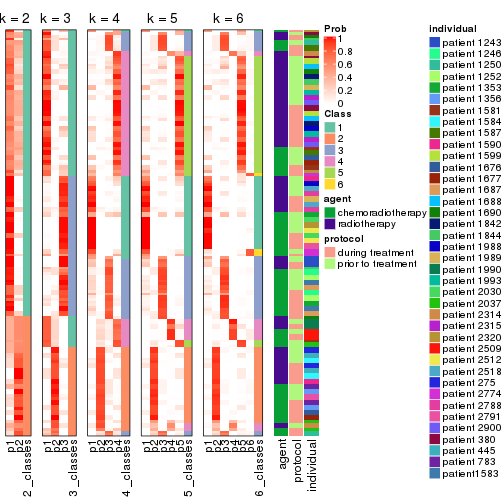 k = 2
k = 3
k = 4
k = 5
k = 6
p1
p2
2_classes
p1
p2
p3
3_classes
p1
p2
p3
p4
4_classes
p1
p2
p3
p4
p5
5_classes
p1
p2
p3
p4
p5
p6
6_classes
agent
protocol
individual
Prob
1
0.8
0.6
0.4
0.2
0
Class
1
2
3
4
5
6
agent
chemoradiotherapy
radiotherapy
protocol
during treatment
prior to treatment
individual
patient 1243
patient 1246
patient 1250
patient 1252
patient 1353
patient 1356
patient 1581
patient 1584
patient 1587
patient 1590
patient 1599
patient 1676
patient 1677
patient 1687
patient 1688
patient 1690
patient 1842
patient 1844
patient 1988
patient 1989
patient 1990
patient 1993
patient 2030
patient 2037
patient 2314
patient 2315
patient 2320
patient 2509
patient 2512
patient 2518
patient 275
patient 2774
patient 2788
patient 2791
patient 2900
patient 380
patient 445
patient 783
patient1583